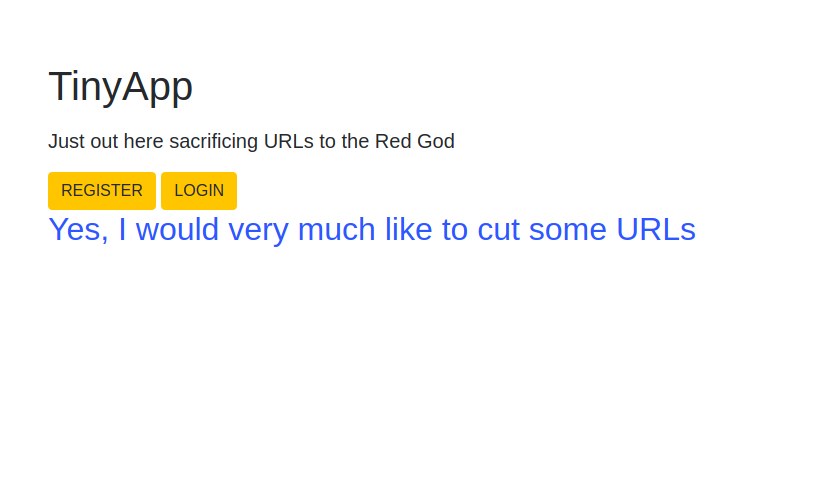 TinyApp
Just out here sacrificing URLs to the Red God
REGISTER LOGIN
Yes, I would very much like to cut some URLs